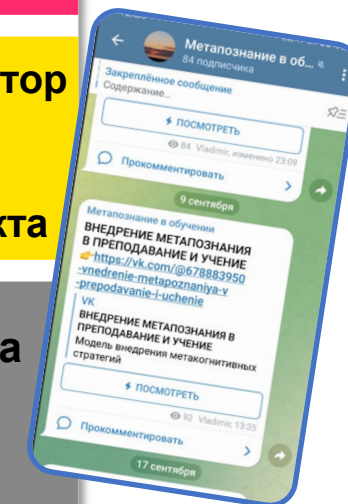 тор
кта
а
Метапознание в об...
84 подписчика
Закреплённое сообщение
Содержание...
ПОСМОТРЕТЬ
84 Vladimir, изменено 23:09
Прокомментировать
9 сентября
Метапознание в обучении
ВНЕДРЕНИЕ МЕТАПОЗНАНИЯ
В ПРЕПОДАВАНИЕ И УЧЕНИЕ
👉https://vk.com/@678883950
-vnedrenie-metapoznaniya-v
-prepodavanie-i-uchenie
VK
ВНЕДРЕНИЕ МЕТАПОЗНАНИЯ В
ПРЕПОДАВАНИЕ И УЧЕНИЕ
Модель внедрения метакогнитивных
стратегий
ПОСМОТРЕТЬ
92 Vladimir, 13:35
Прокомментировать
17 сентября